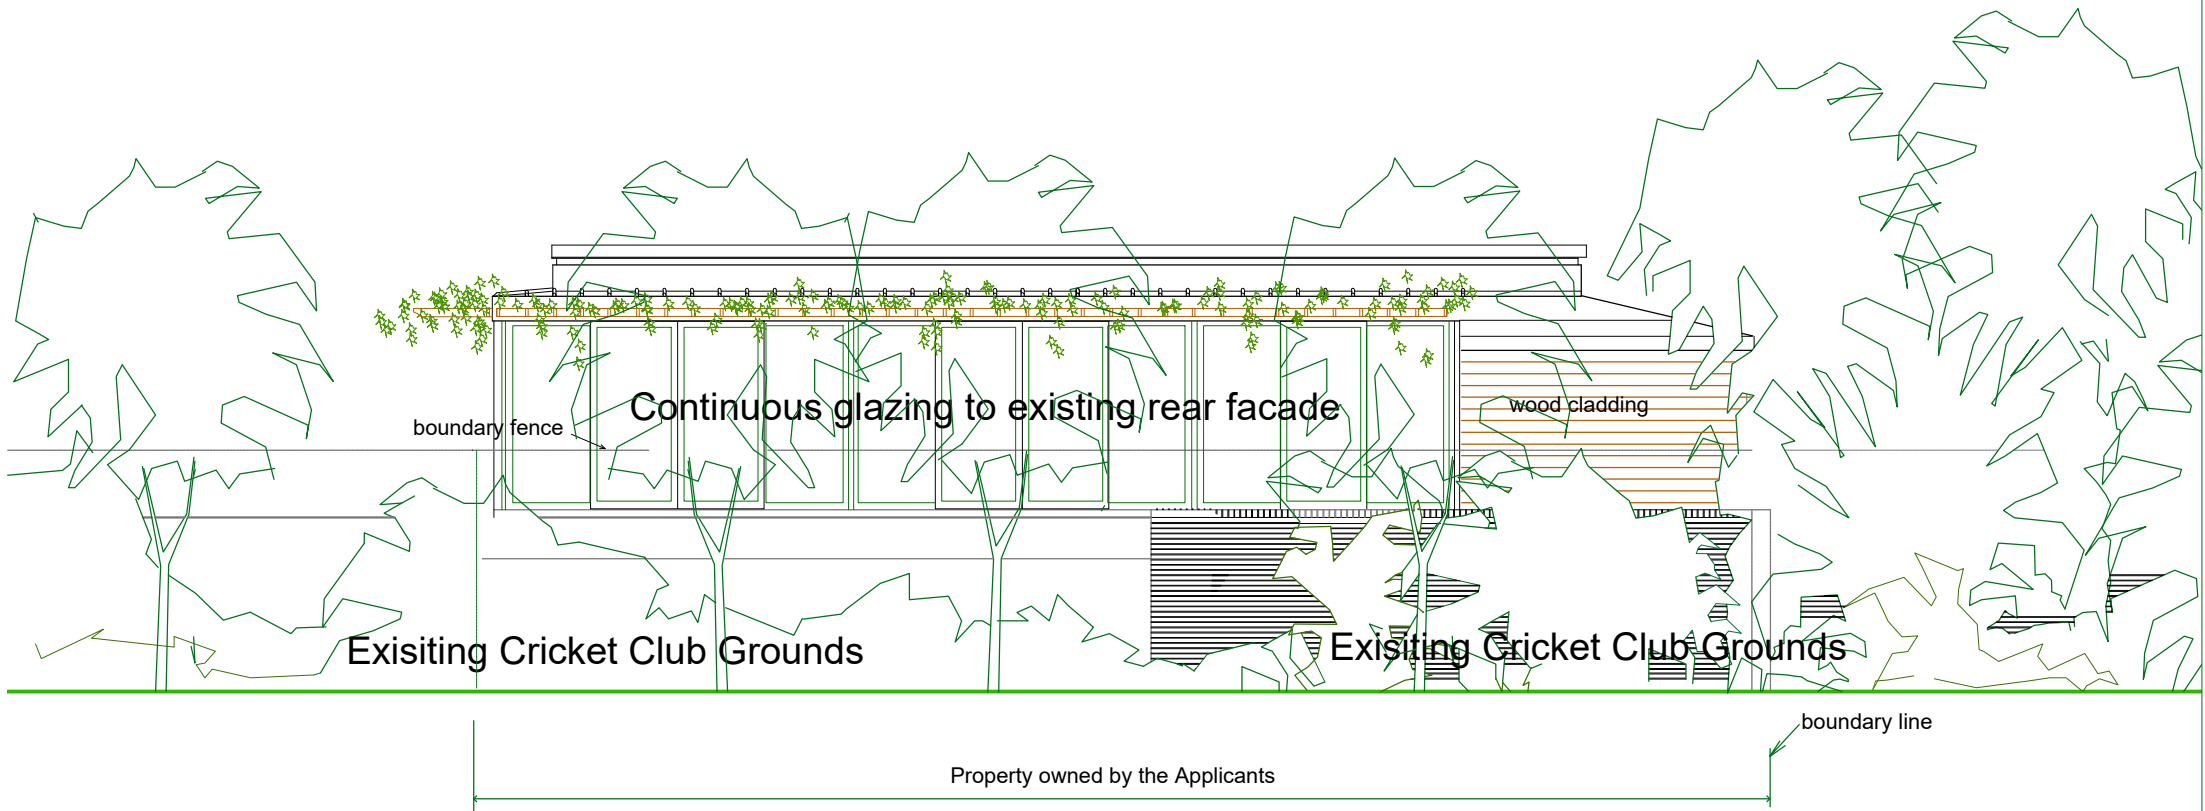 Continuous glazing to existing rear facade
wood cladding
boundary fence
Exisiting Cricket Club Grounds
Exisiting Cricket Club Grounds
boundary line
Property owned by the Applicants